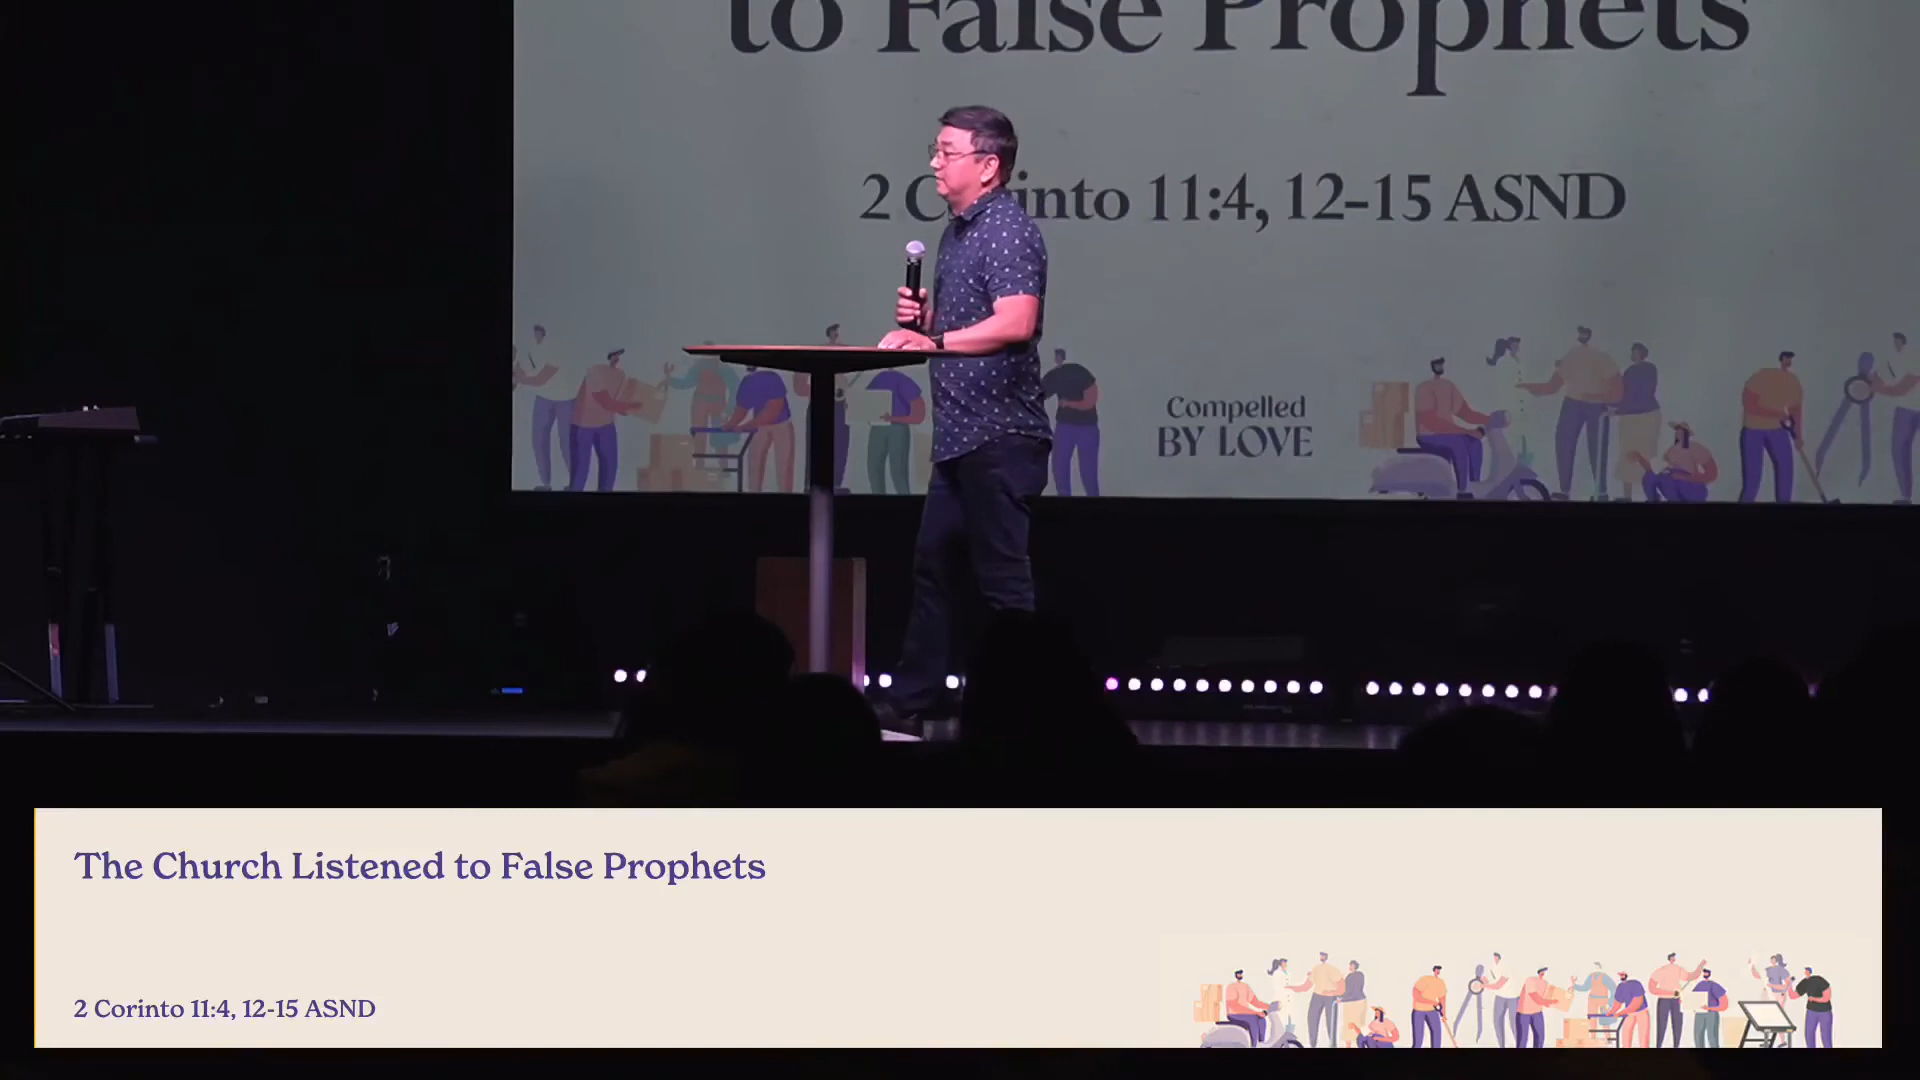 to False Prophets
2 Corinto 11:4, 12-15 ASND
Compelled
BY LOVE
The Church Listened to False Prophets
2 Corinto 11:4, 12-15 ASND